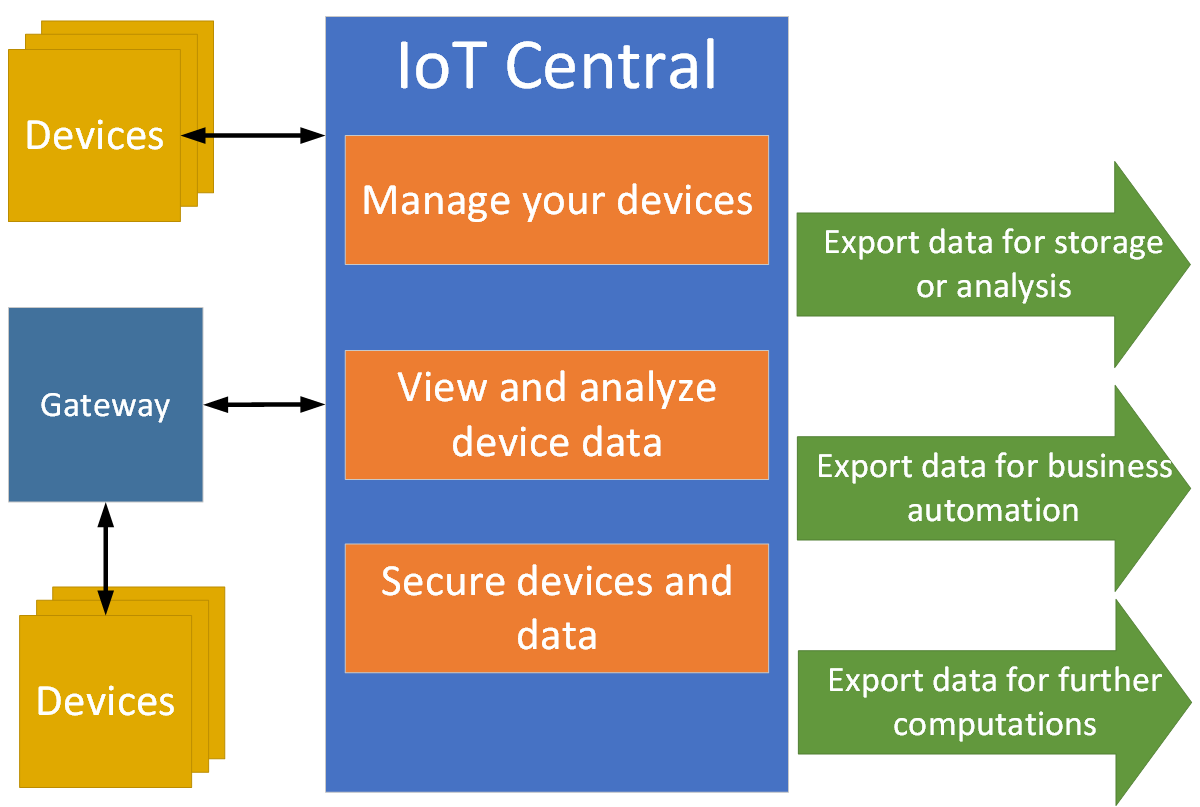 IoT Central
Devices
Manage your devices
Export data for storage
or analysis
Gateway
View and analyze
device data
Export data for business
automation
Secure devices and
data
Devices
Export data for further
computations